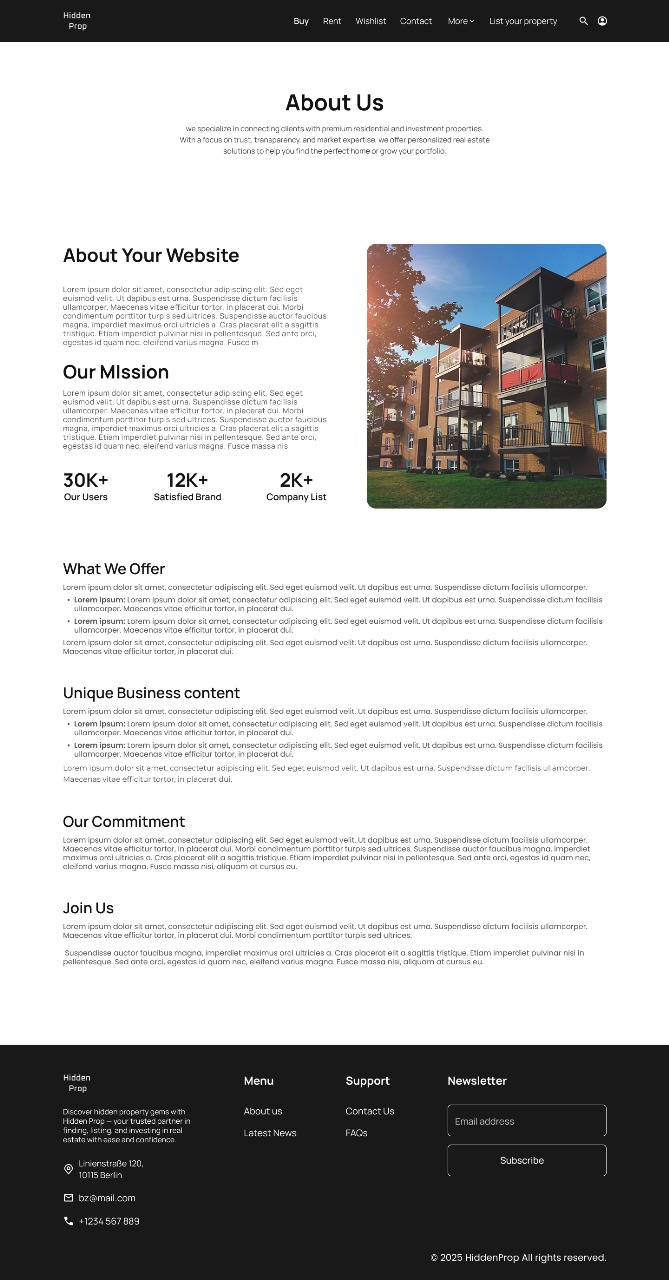 Hidden
Prop
Buy Rent Wishlist Contact More List your property
About Us
we specialize in connecting clients with premium residential and investment properties.
With a focus on trust, transparency, and market expertise, we offer personalized real estate
solutions to help you find the perfect home or grow your portfolio.
About Your Website
Lorem ipsum dolor sit amet, consectetur adipiscing elit. Sed eget
euismod velit. Ut dapibus est urna. Suspendisse dictum facilisis
ullamcorper. Maecenas vitae efficitur tortor, in placerat dui. Morbi
condimentum porttitor turpis sed ultrices. Suspendisse auctor faucibus
magna, imperdiet maximus orci ultricies a. Cras placerat elit a sagittis
tristique. Etiam imperdiet pulvinar nisi in pellentesque. Sed ante orci,
egestas id quam nec, eleifend varius magna. Fusce m
Our MIssion
Lorem ipsum dolor sit amet, consectetur adipiscing elit. Sed eget
euismod velit. Ut dapibus est urna. Suspendisse dictum facilisis
ullamcorper. Maecenas vitae efficitur tortor, in placerat dui. Morbi
condimentum porttitor turpis sed ultrices. Suspendisse auctor faucibus
magna, imperdiet maximus orci ultricies a. Cras placerat elit a sagittis
tristique. Etiam imperdiet pulvinar nisi in pellentesque. Sed ante orci,
egestas id quam nec, eleifend varius magna. Fusce massa nis
30K+ 12K+ 2K+
Our Users Satisfied Brand Company List
What We Offer
Lorem ipsum dolor sit amet, consectetur adipiscing elit. Sed eget euismod velit. Ut dapibus est urna. Suspendisse dictum facilisis ullamcorper.
• Lorem ipsum: Lorem ipsum dolor sit amet, consectetur adipiscing elit. Sed eget euismod velit. Ut dapibus est urna. Suspendisse dictum facilisis
ullamcorper. Maecenas vitae efficitur tortor, in placerat dui.
• Lorem ipsum: Lorem ipsum dolor sit amet, consectetur adipiscing elit. Sed eget euismod velit. Ut dapibus est urna. Suspendisse dictum facilisis
ullamcorper. Maecenas vitae efficitur tortor, in placerat dui.
Lorem ipsum dolor sit amet, consectetur adipiscing elit. Sed eget euismod velit. Ut dapibus est urna. Suspendisse dictum facilisis ullamcorper.
Maecenas vitae efficitur tortor, in placerat dui.
Unique Business content
Lorem ipsum dolor sit amet, consectetur adipiscing elit. Sed eget euismod velit. Ut dapibus est urna. Suspendisse dictum facilisis ullamcorper.
• Lorem ipsum: Lorem ipsum dolor sit amet, consectetur adipiscing elit. Sed eget euismod velit. Ut dapibus est urna. Suspendisse dictum facilisis
ullamcorper. Maecenas vitae efficitur tortor, in placerat dui.
• Lorem ipsum: Lorem ipsum dolor sit amet, consectetur adipiscing elit. Sed eget euismod velit. Ut dapibus est urna. Suspendisse dictum facilisis
ullamcorper. Maecenas vitae efficitur tortor, in placerat dui.
Lorem ipsum dolor sit amet, consectetur adipiscing elit. Sed eget euismod velit. Ut dapibus est urna. Suspendisse dictum facilisis ullamcorper.
Maecenas vitae efficitur tortor, in placerat dui.
Our Commitment
Lorem ipsum dolor sit amet, consectetur adipiscing elit. Sed eget euismod velit. Ut dapibus est urna. Suspendisse dictum facilisis ullamcorper.
Maecenas vitae efficitur tortor, in placerat dui. Morbi condimentum porttitor turpis sed ultrices. Suspendisse auctor faucibus magna, imperdiet
maximus orci ultricies a. Cras placerat elit a sagittis tristique. Etiam imperdiet pulvinar nisi in pellentesque. Sed ante orci, egestas id quam nec,
eleifend varius magna. Fusce massa nisi, aliquam at cursus eu.
Join Us
Lorem ipsum dolor sit amet, consectetur adipiscing elit. Sed eget euismod velit. Ut dapibus est urna. Suspendisse dictum facilisis ullamcorper.
Maecenas vitae efficitur tortor, in placerat dui. Morbi condimentum porttitor turpis sed ultrices.
Suspendisse auctor faucibus magna, imperdiet maximus orci ultricies a. Cras placerat elit a sagittis tristique. Etiam imperdiet pulvinar nisi in
pellentesque. Sed ante orci, egestas id quam nec, eleifend varius magna. Fusce massa nisi, aliquam at cursus eu.
Hidden
Prop
Discover hidden property gems with
Hidden Prop — your trusted partner in
finding, listing, and investing in real
estate with ease and confidence.
Linienstraße 120,
10115 Berlin
bz@mail.com
+1234 567 889
Menu
About us
Latest News
Support
Contact Us
FAQs
Newsletter
Email address
Subscribe
© 2025 HiddenProp All rights reserved.